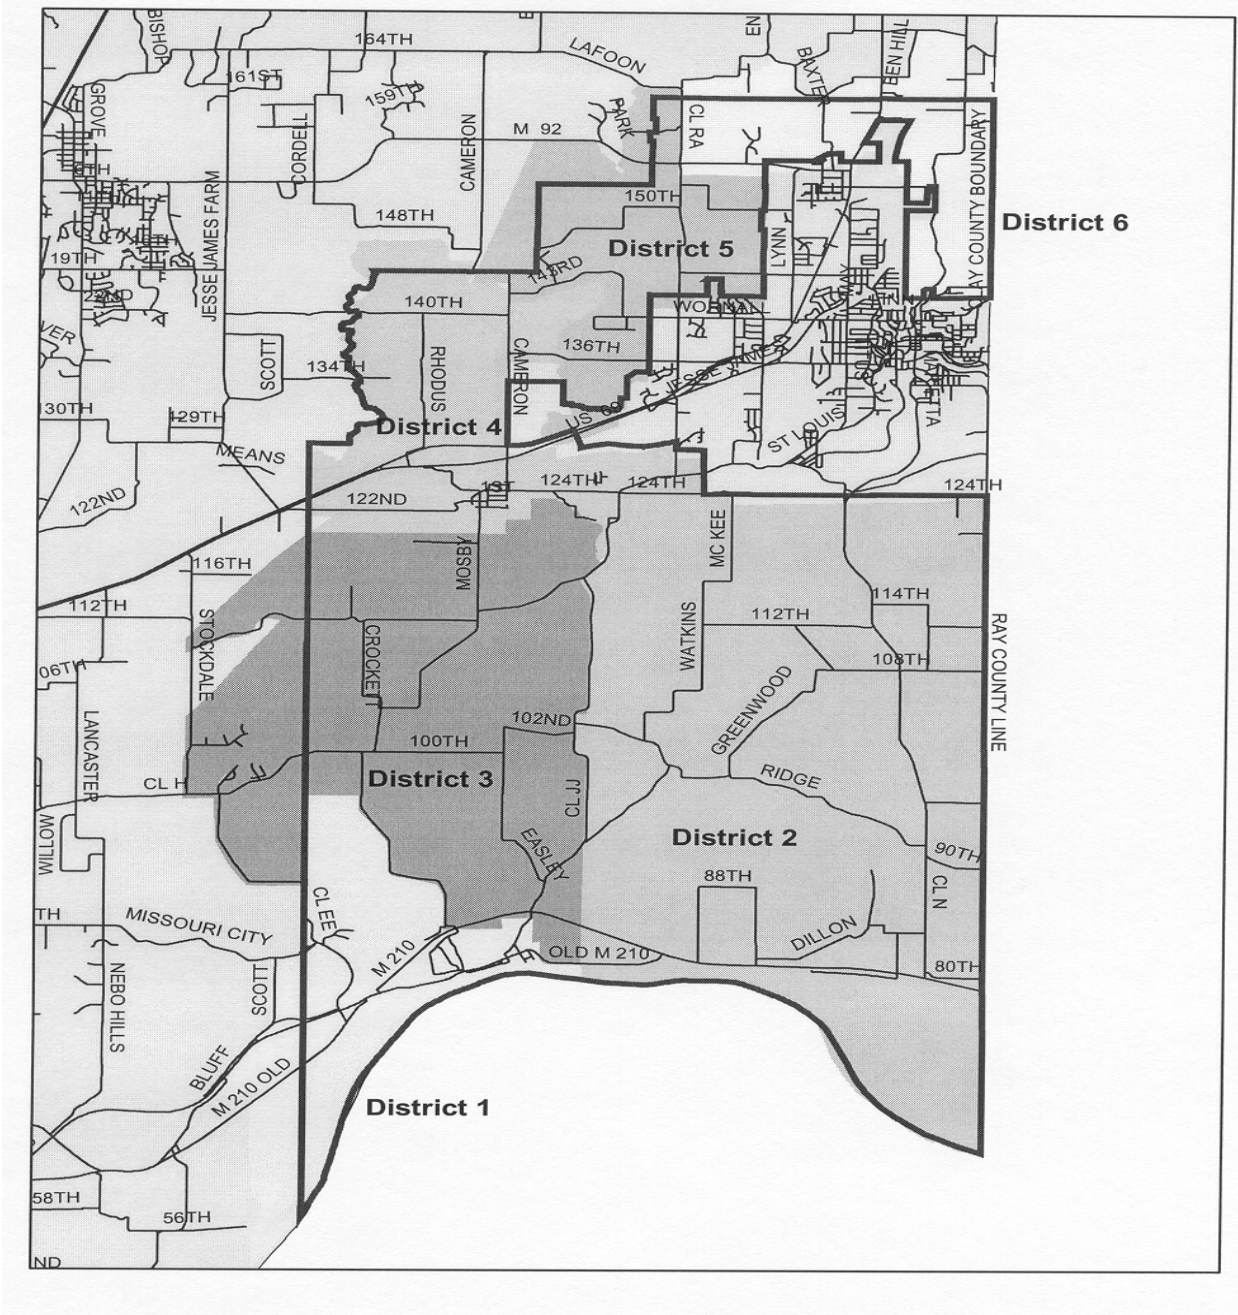 BISHOP
164TH
LAFOON
EN
BAXTER
BEN HILL
161ST
159TH
GROVE
CORDELL
CAMERON
M 92
PARK
CL RA
CLAY COUNTY BOUNDARY
JESSE JAMES FARM
148TH
150TH
District 6
District 5
LYNN
19TH
143RD
140TH
WORNALL
VER
SCOTT
134TH
RHODUS
CAMERON
136TH
JESSE JAMES
130TH
129TH
District 4
US 69
ST LOUIS
MEANS
122ND
122ND
1ST
124TH
124TH
124TH
116TH
MOSBY
MC KEE
112TH
STOCKDALE
CROCKETT
WATKINS
112TH
114TH
RAY COUNTY LINE
06TH
108TH
LANCASTER
102ND
GREENWOOD
100TH
CL H
District 3
CL JJ
RIDGE
WILLOW
EASLEY
District 2
90TH
88TH
CL N
TH
MISSOURI CITY
CL EE
M 210
OLD M 210
DILLON
80TH
NEBO HILLS
SCOTT
BLUFF
M 210 OLD
District 1
58TH
56TH
ND